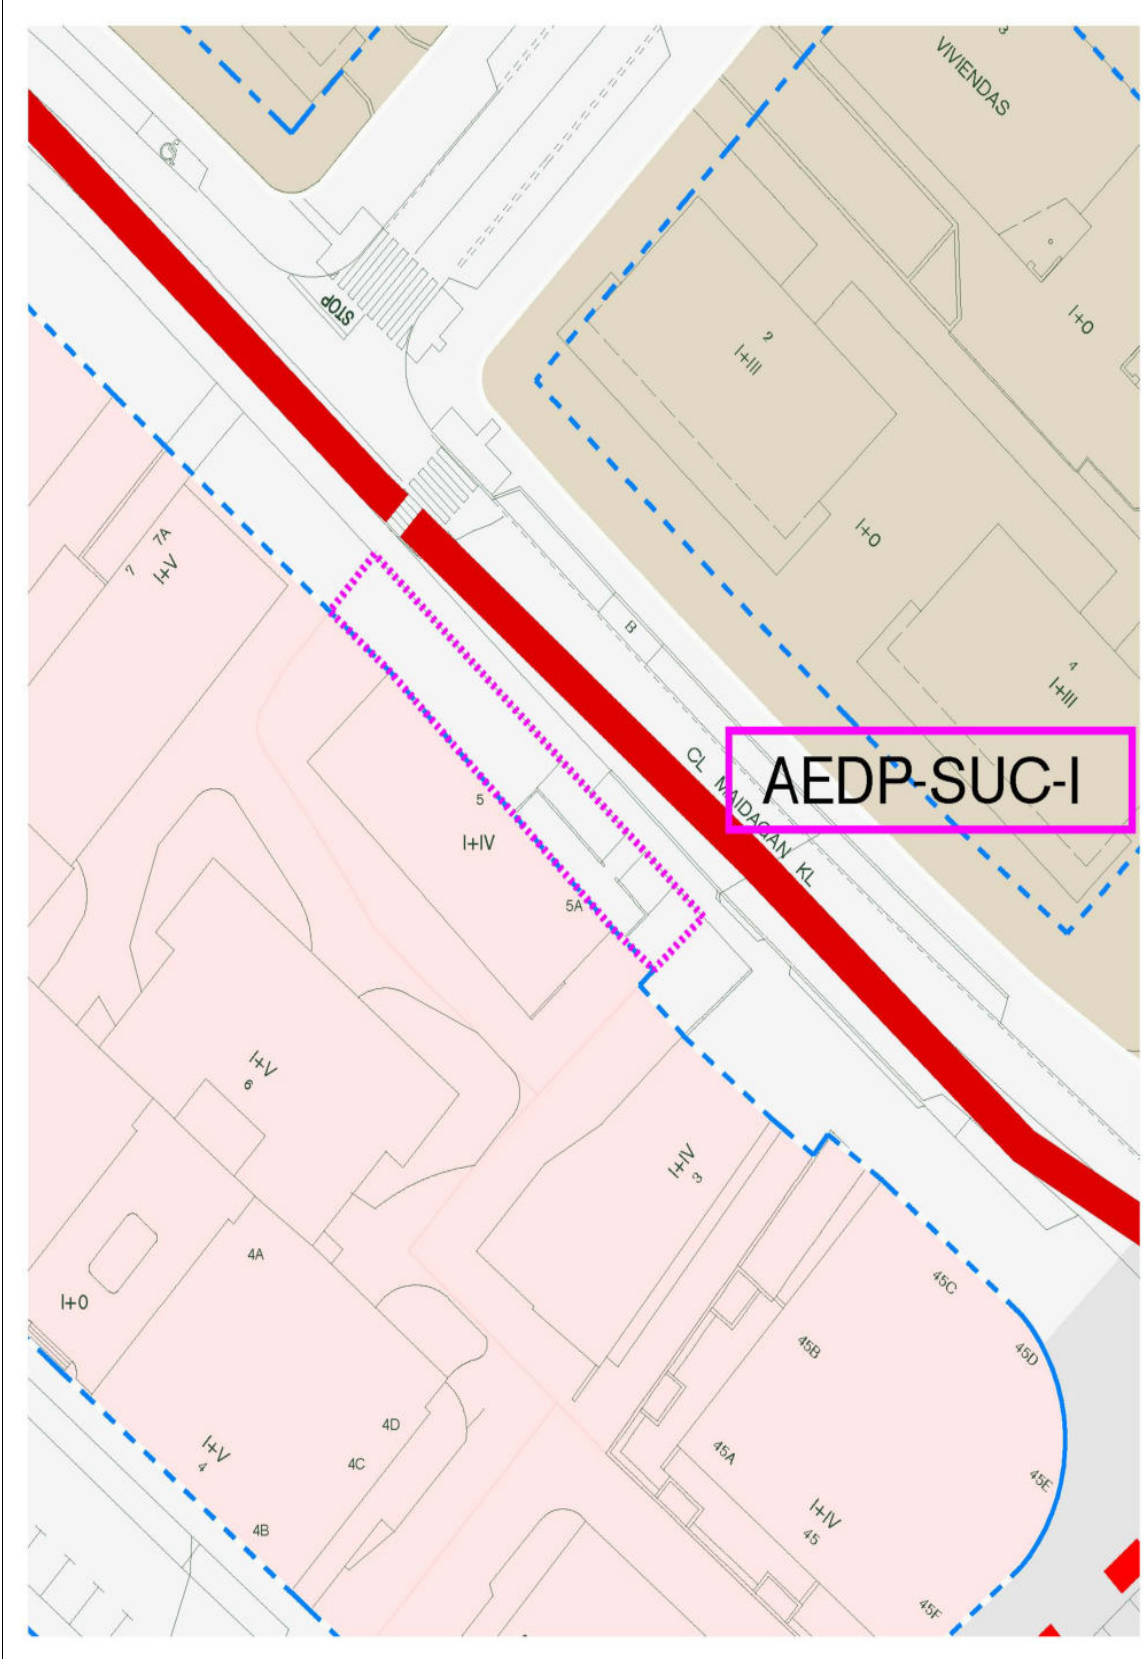 3
VIVIENDAS
STOP
I+0
2
I+III
7A
7
I+V
I+0
B
4
I+III
CL MAIDAGAN KL
AEDP-SUC-I
5
I+IV
5A
I+V
6
I+IV
3
4A
45C
I+0
45B
45D
4D
4C
45A
I+V
4
45E
4B
I+IV
45
45F